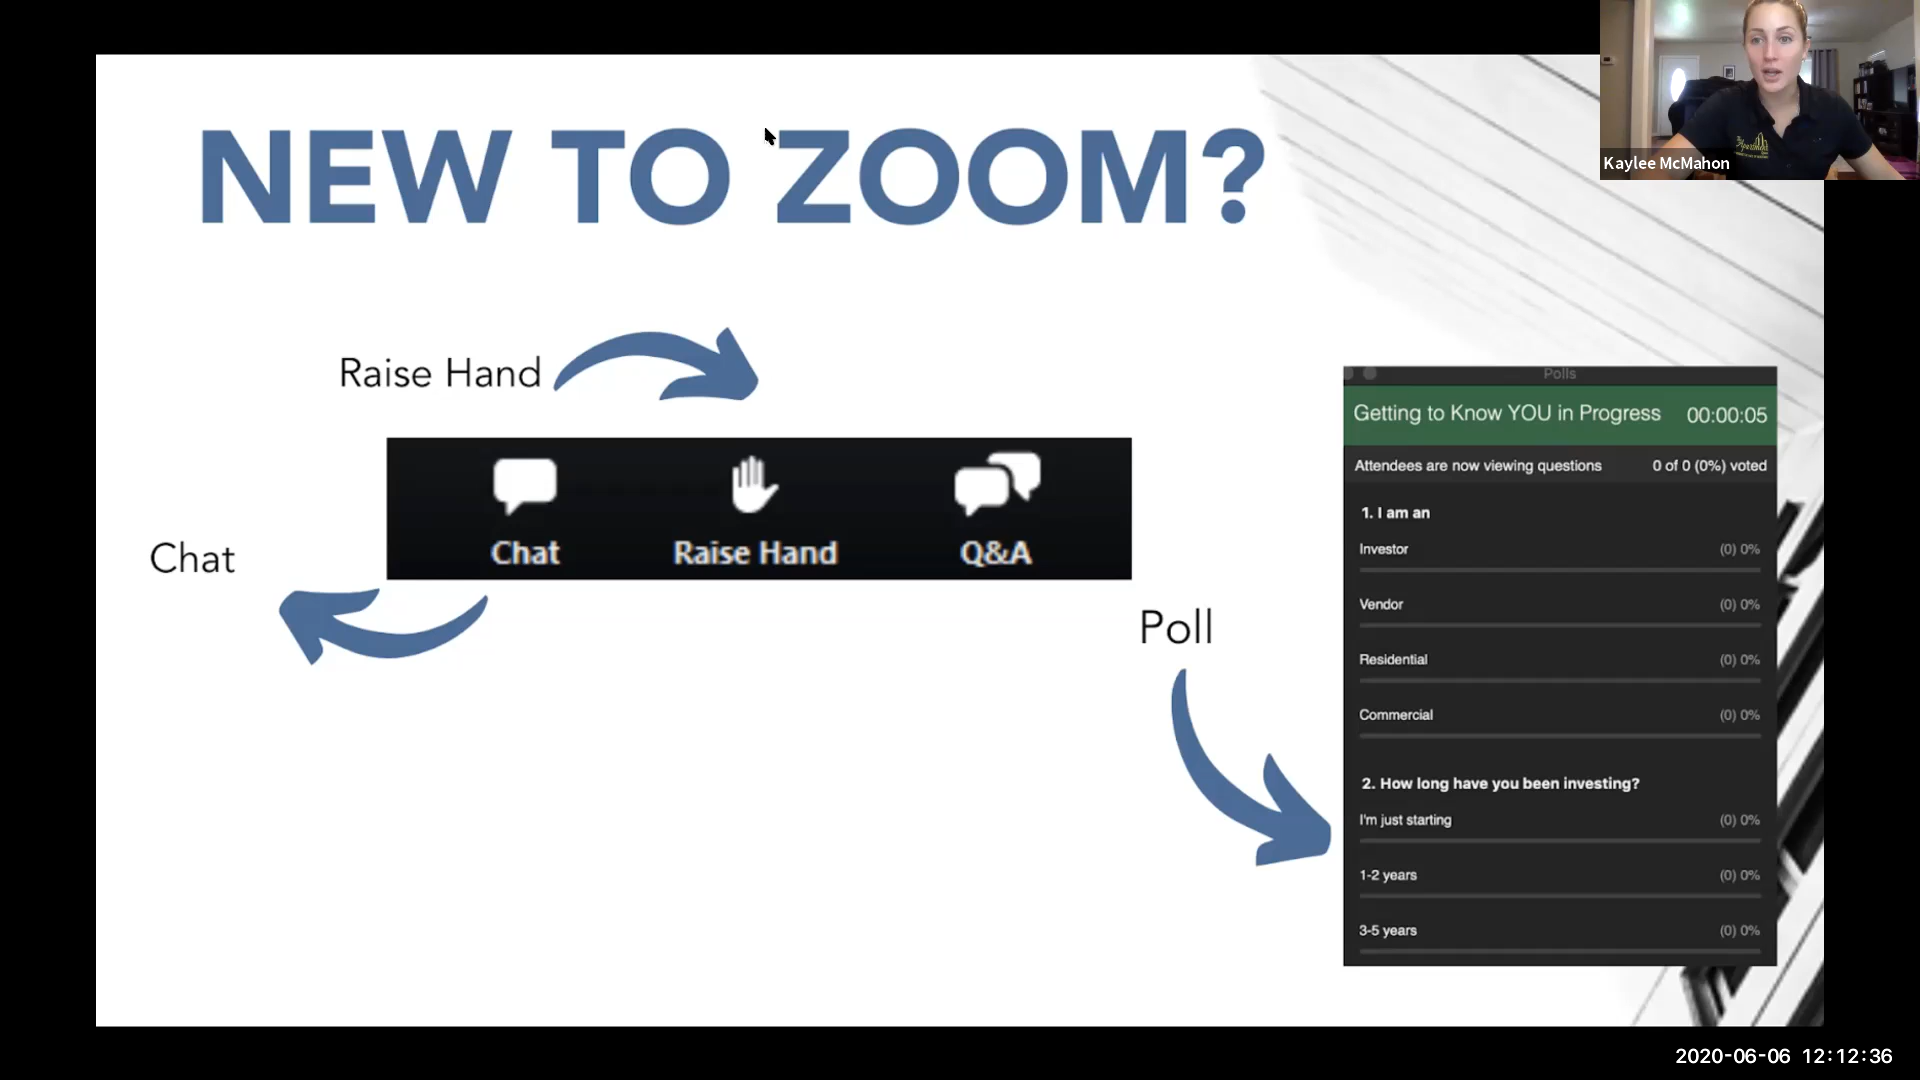 NEW TO ZOOM?
Kaylee McMahon
Raise Hand
Chat
Chat
Raise Hand
Q&A
Poll
Polls
Getting to Know YOU in Progress 00:00:05
Attendees are now viewing questions 0 of 0 (0%) voted
1. I am an
Investor (0) 0%
Vendor (0) 0%
Residential (0) 0%
Commercial (0) 0%
2. How long have you been investing?
I'm just starting (0) 0%
1-2 years (0) 0%
3-5 years (0) 0%
2020-06-06 12:12:36